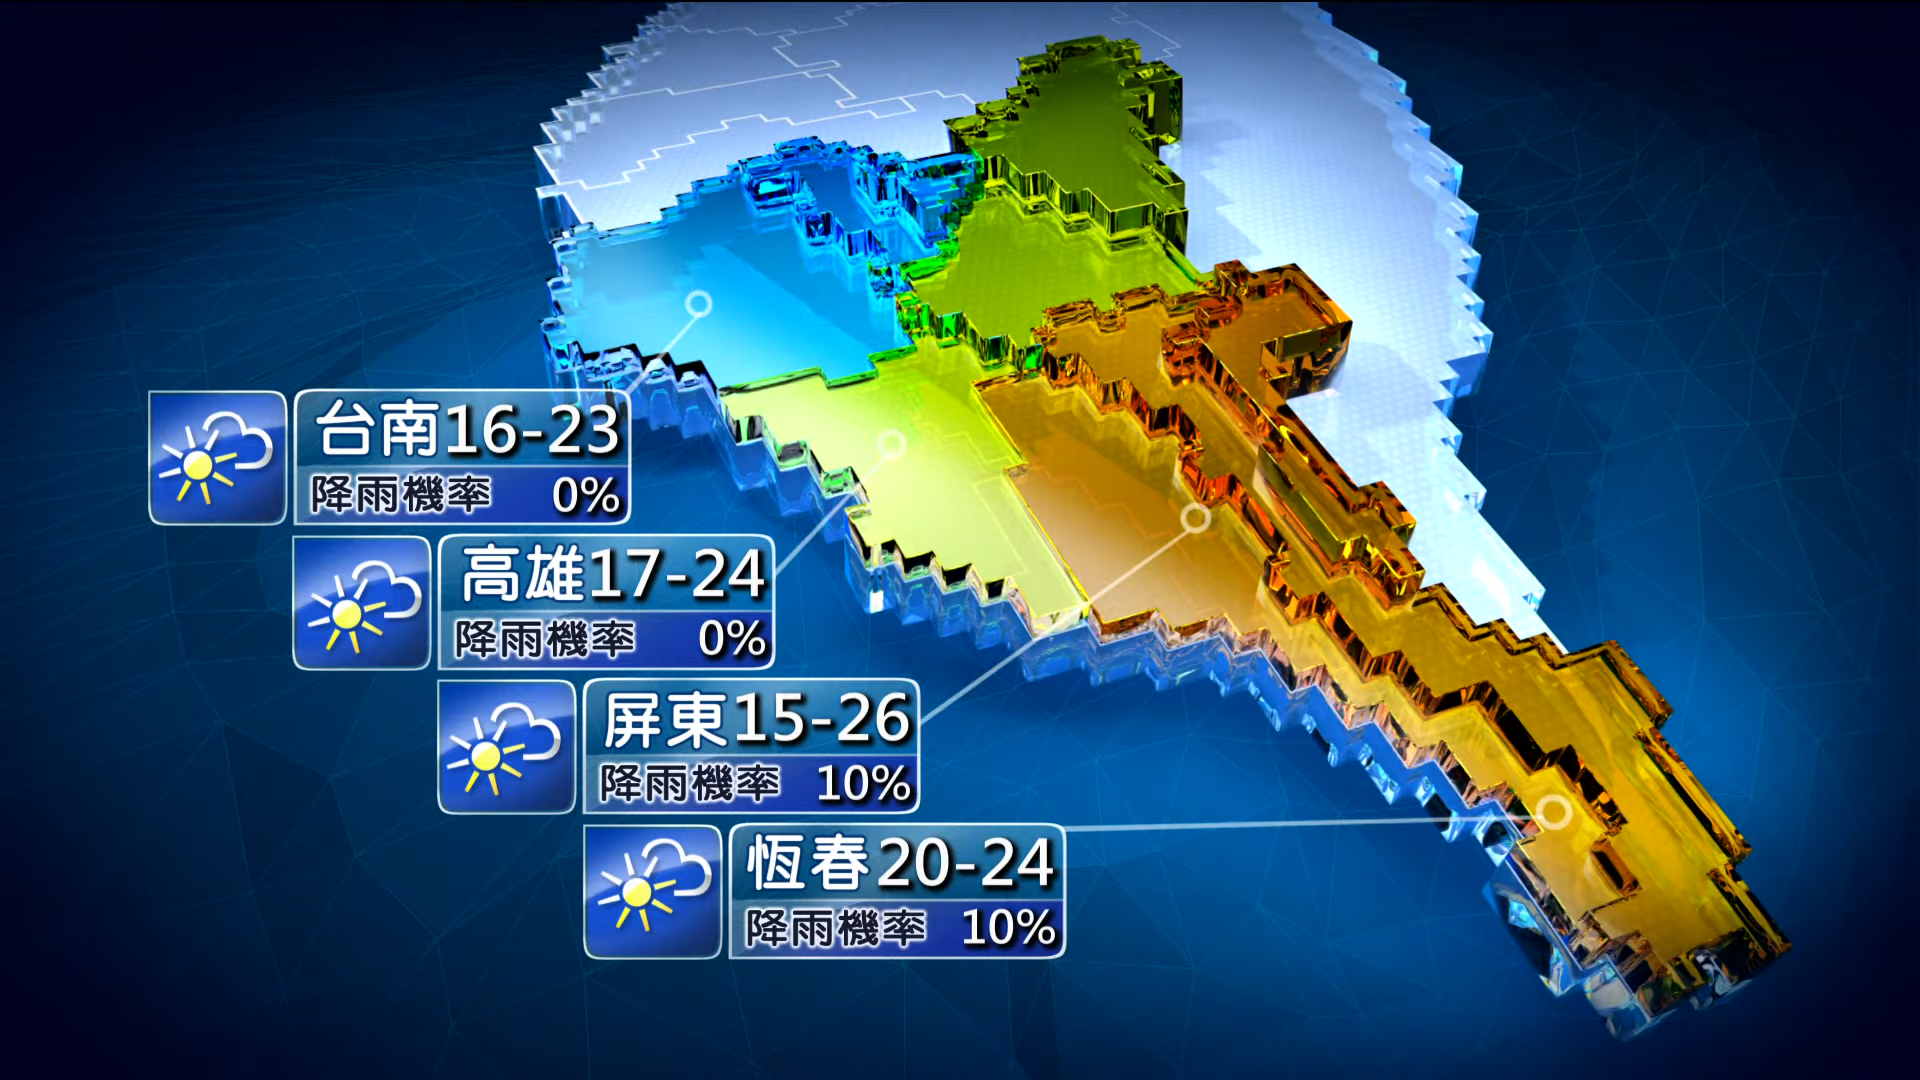 台南16-23
降雨機率 0%
高雄17-24
降雨機率 0%
屏東15-26
降雨機率 10%
恆春20-24
降雨機率 10%